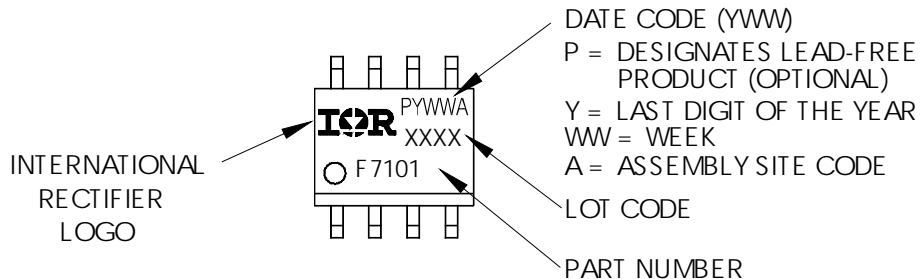 DATE CODE (YWW)
P = DESIGNATES LEAD-FREE
PRODUCT (OPTIONAL)
Y = LAST DIGIT OF THE YEAR
WW = WEEK
A = ASSEMBLY SITE CODE
LOT CODE
PART NUMBER
INTERNATIONAL
RECTIFIER
LOGO
PYWWA
IOR
XXXX
F7101